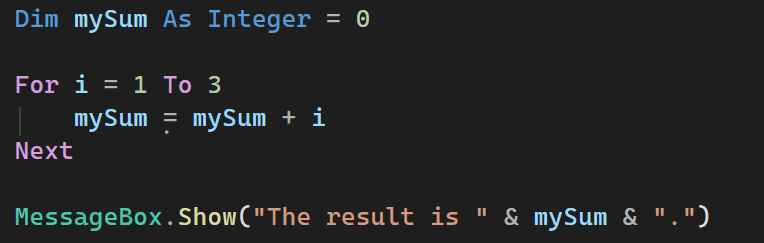 Dim mySum As Integer = 0
For i = 1 To 3
mySum = mySum + i
Next
MessageBox.Show("The result is " & mySum & ".")